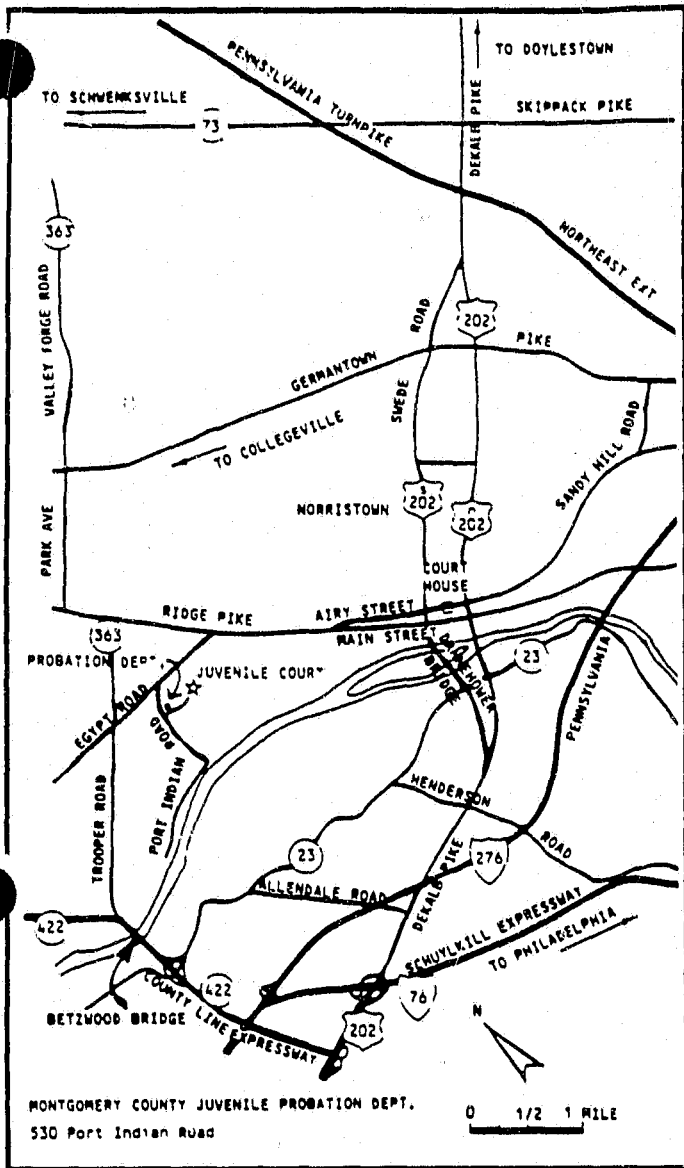 TO DOYLESTOWN
PENNSYLVANIA TURNPIKE
DEKALB PIKE
TO SCHWENKSVILLE
SKIPPACK PIKE
73
363
VALLEY FORGE ROAD
NORTHEAST EXT
SWEDE ROAD
202
GERMANTOWN PIKE
TO COLLEGEVILLE
SANDY HILL ROAD
S
202
NORRISTOWN
202
PARK AVE
COURT
HOUSE
RIDGE PIKE
AIRY STREET
MAIN STREET
363
PROBATION DEPT.
JUVENILE COURT
BRIDGE
23
PENNSYLVANIA
EGYPT ROAD
PORT INDIAN
ROAD
TROOPER ROAD
HENDERSON
ROAD
23
276
ALLENDALE ROAD
DEKALB PIKE
422
SCHUYLKILL EXPRESSWAY
TO PHILADELPHIA
422
76
BETZWOOD BRIDGE
COUNTY LINE EXPRESSWAY
202
N
MONTGOMERY COUNTY JUVENILE PROBATION DEPT.
530 Port Indian Road
0 1/2 1 MILE